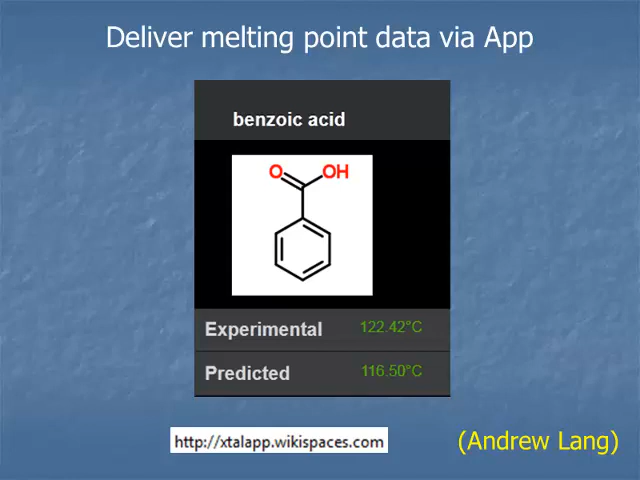 Deliver melting point data via App
benzoic acid
O OH
Experimental 122.42°C
Predicted 116.50°C
http://xtalapp.wikispaces.com (Andrew Lang)